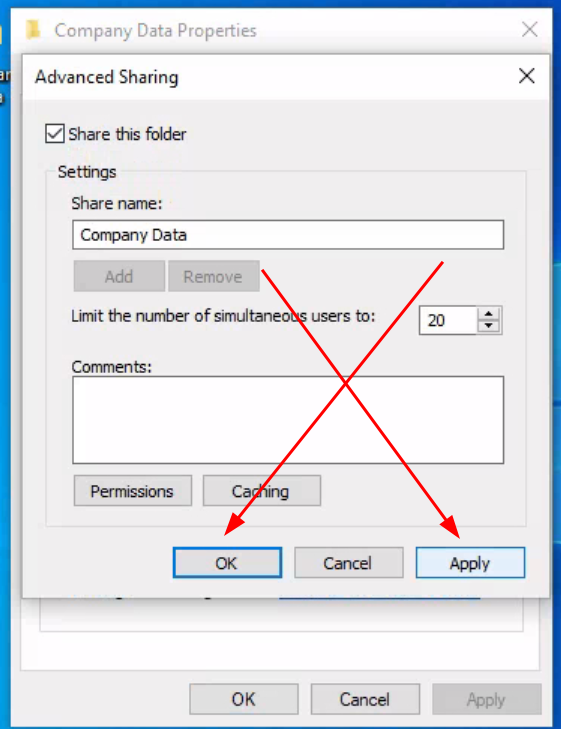 Company Data Properties
Advanced Sharing
Share this folder
Settings
Share name:
Company Data
Add Remove
Limit the number of simultaneous users to: 20
Comments:
Permissions Caching
OK Cancel Apply
OK Cancel Apply